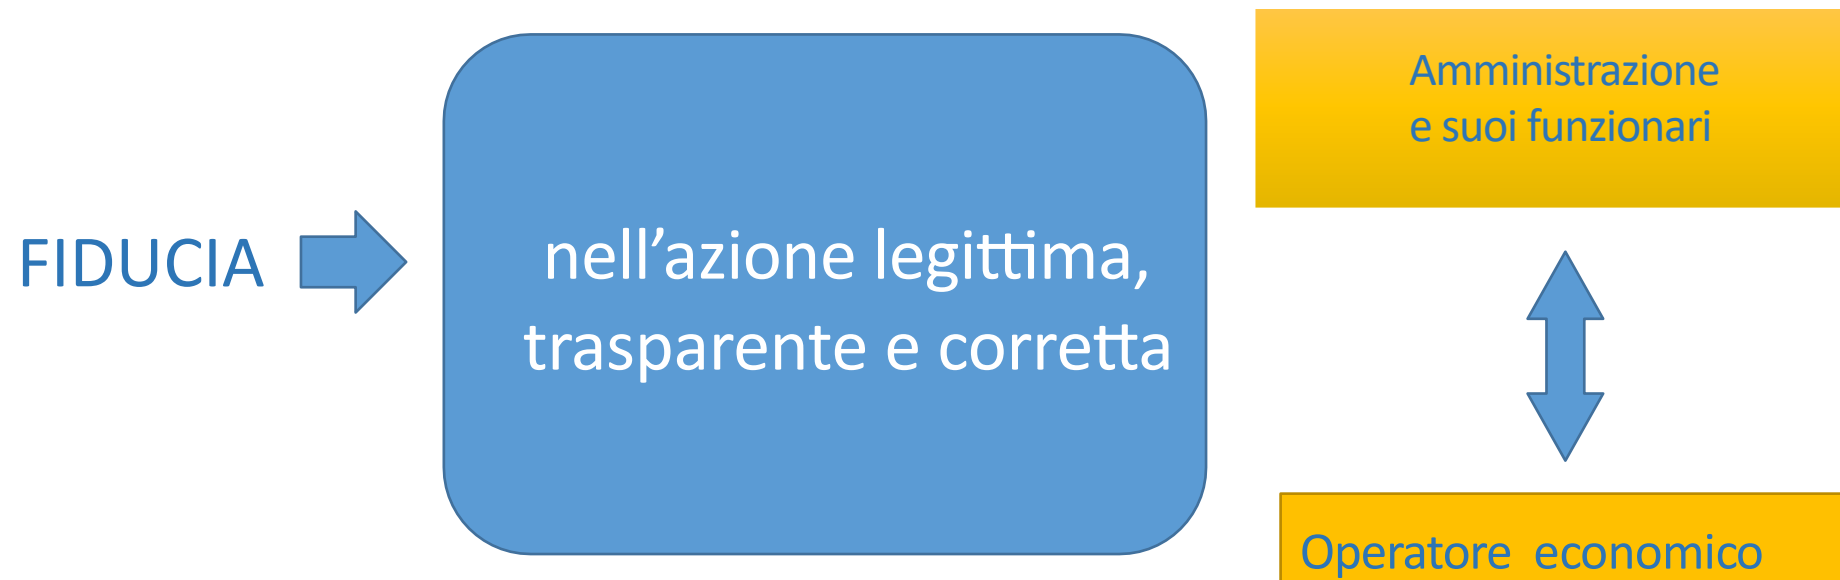 FIDUCIA
nell’azione legittima,
trasparente e corretta
Amministrazione
e suoi funzionari
Operatore economico